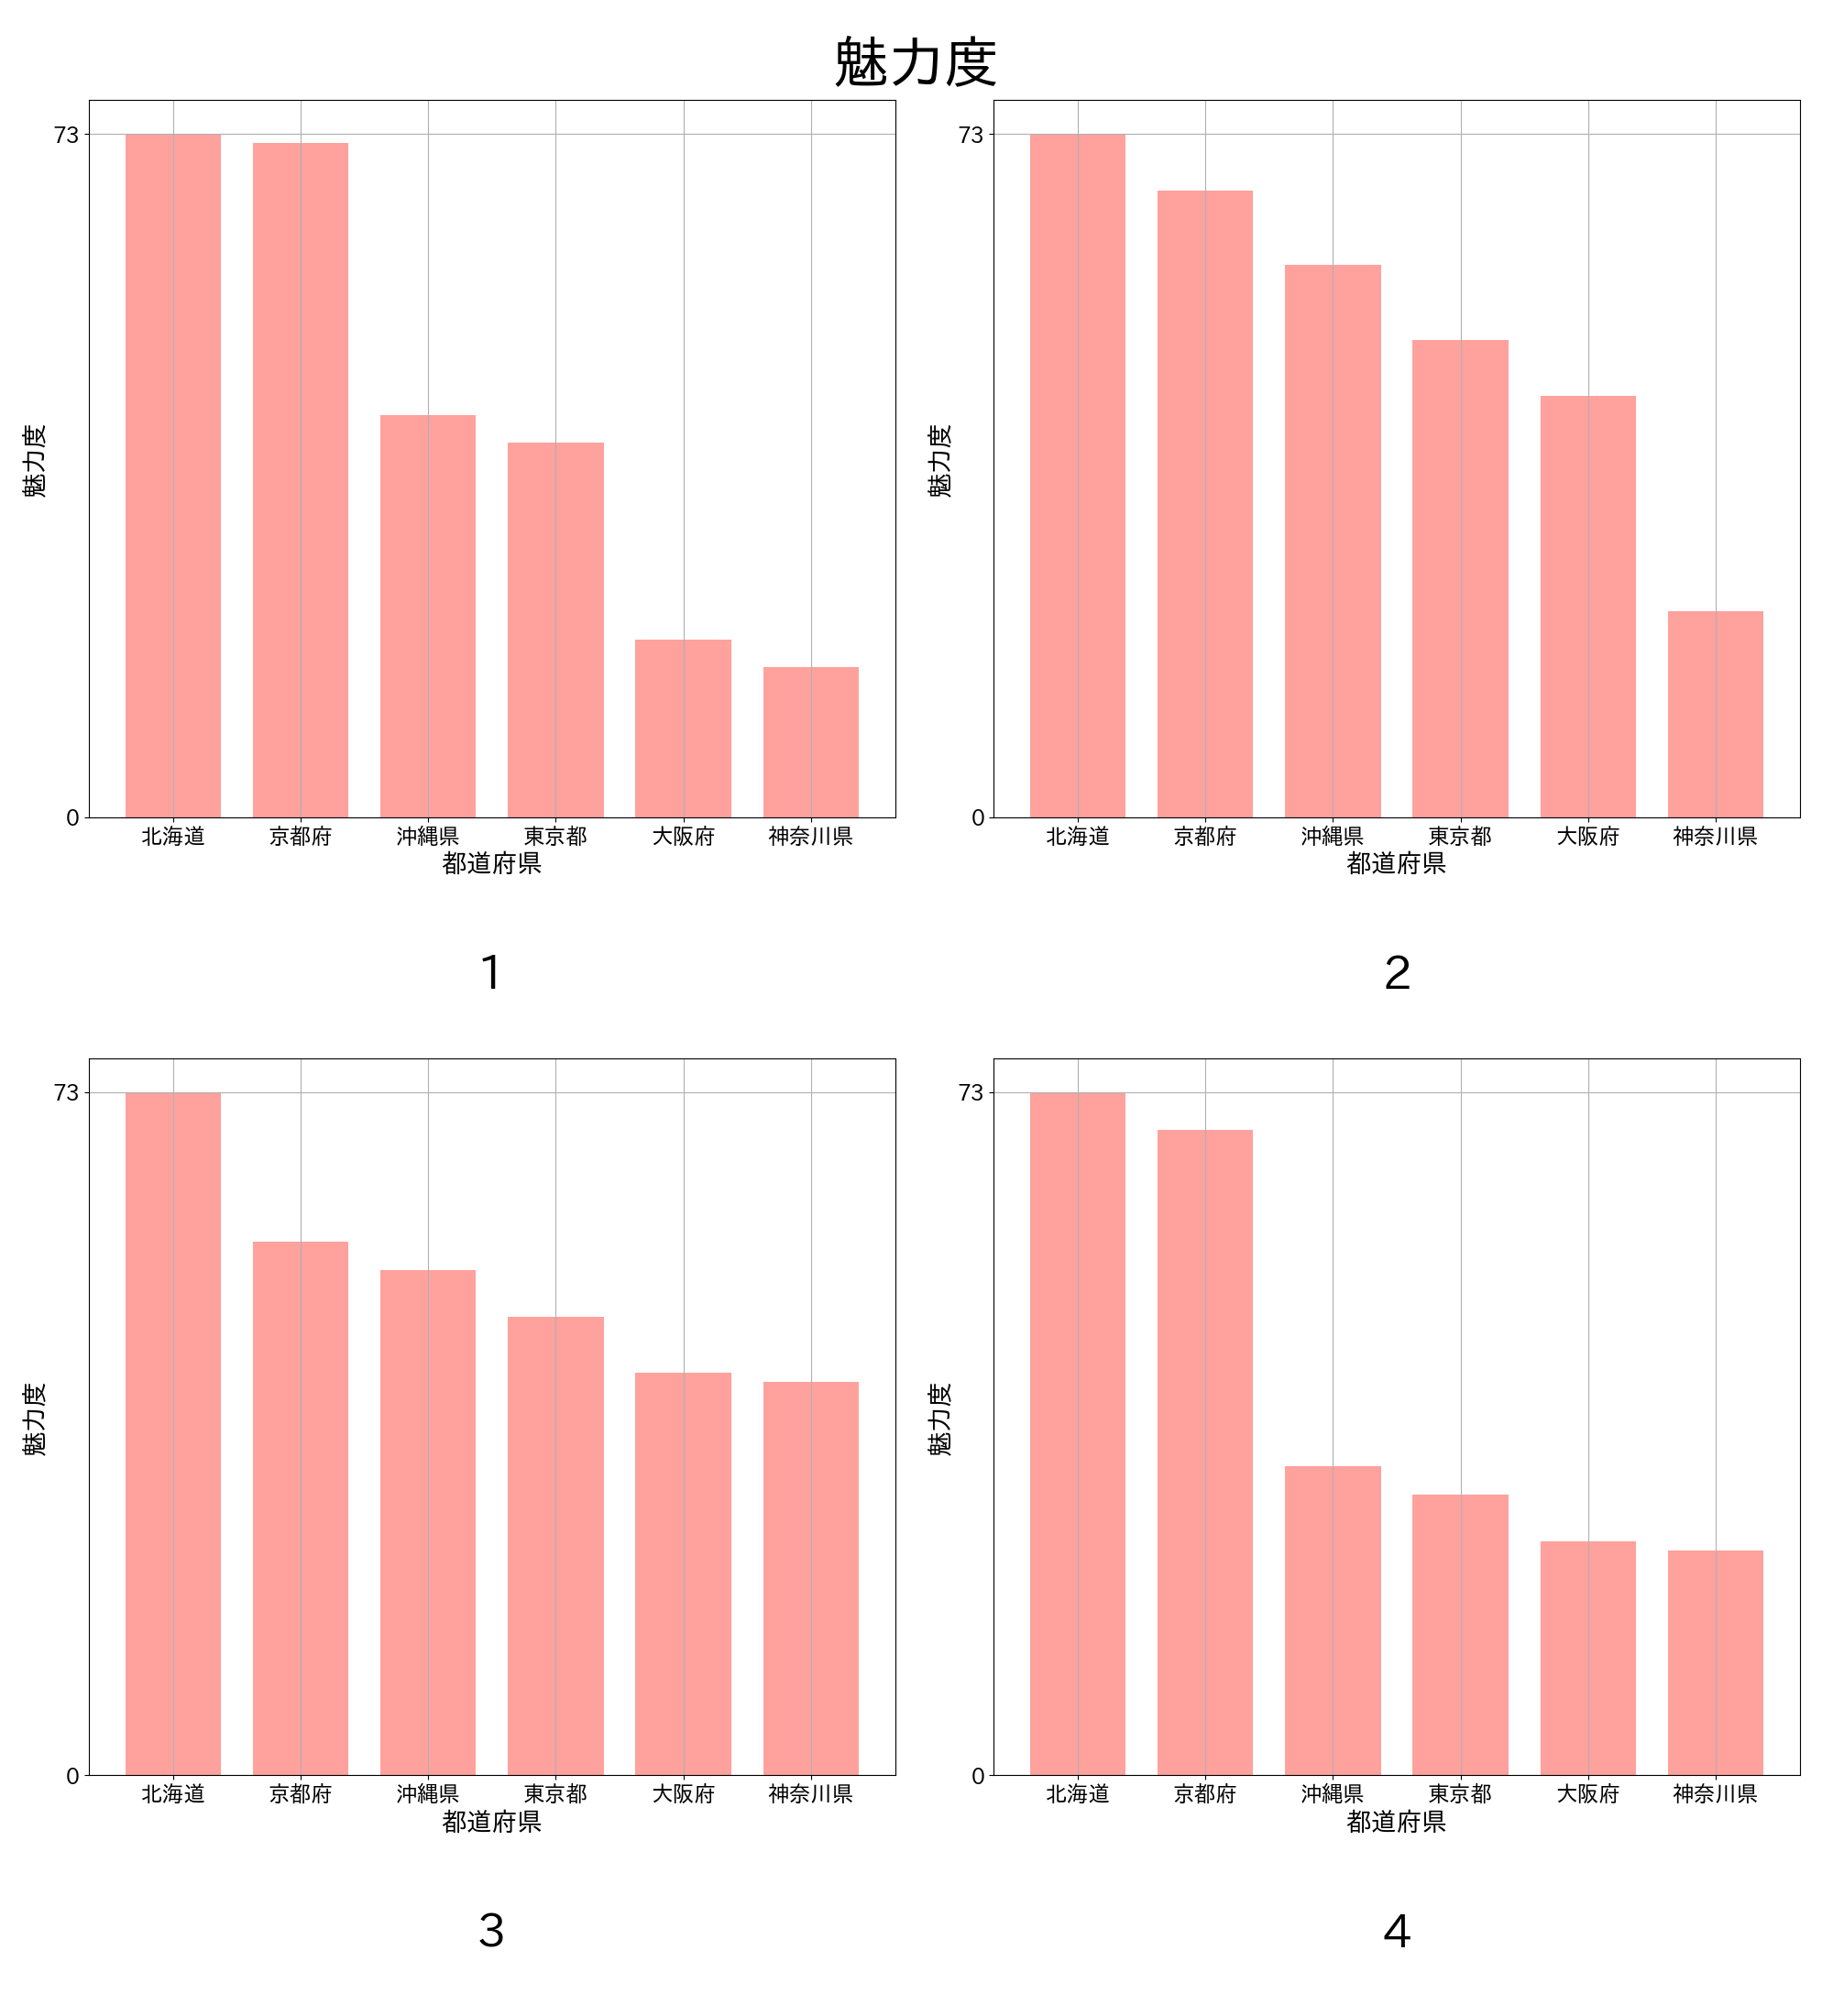 魅力度
73
魅力度
0
北海道 京都府 沖縄県 東京都 大阪府 神奈川県
都道府県
1
73
魅力度
0
北海道 京都府 沖縄県 東京都 大阪府 神奈川県
都道府県
2
73
魅力度
0
北海道 京都府 沖縄県 東京都 大阪府 神奈川県
都道府県
3
73
魅力度
0
北海道 京都府 沖縄県 東京都 大阪府 神奈川県
都道府県
4